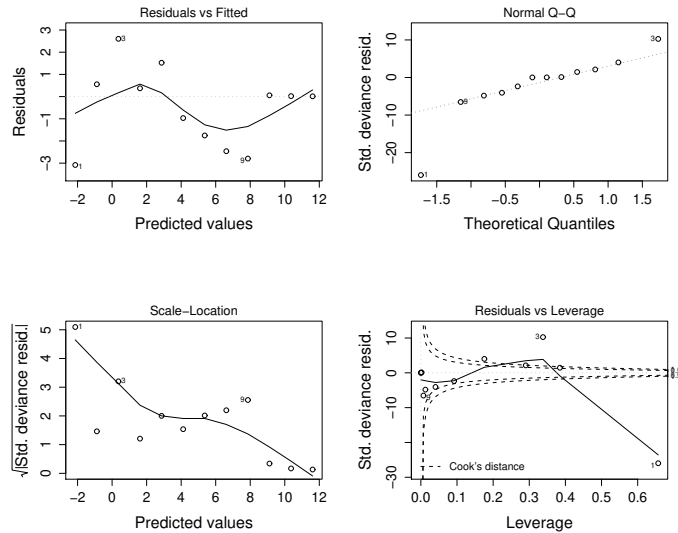 Residuals vs Fitted
Residuals
3
2
1
-1
-3
3
1
9
-2 0 2 4 6 8 10 12
Predicted values
Normal Q-Q
Std. deviance resid.
10
0
-10
-20
3
9
1
-1.5 -0.5 0.5 1.0 1.5
Theoretical Quantiles
Scale-Location
√|Std. deviance resid.|
5
4
3
2
1
0
1
3
9
-2 0 2 4 6 8 10 12
Predicted values
Residuals vs Leverage
Std. deviance resid.
10
0
-10
-30
3
9
1
Cook's distance
0.0 0.1 0.2 0.3 0.4 0.6
Leverage